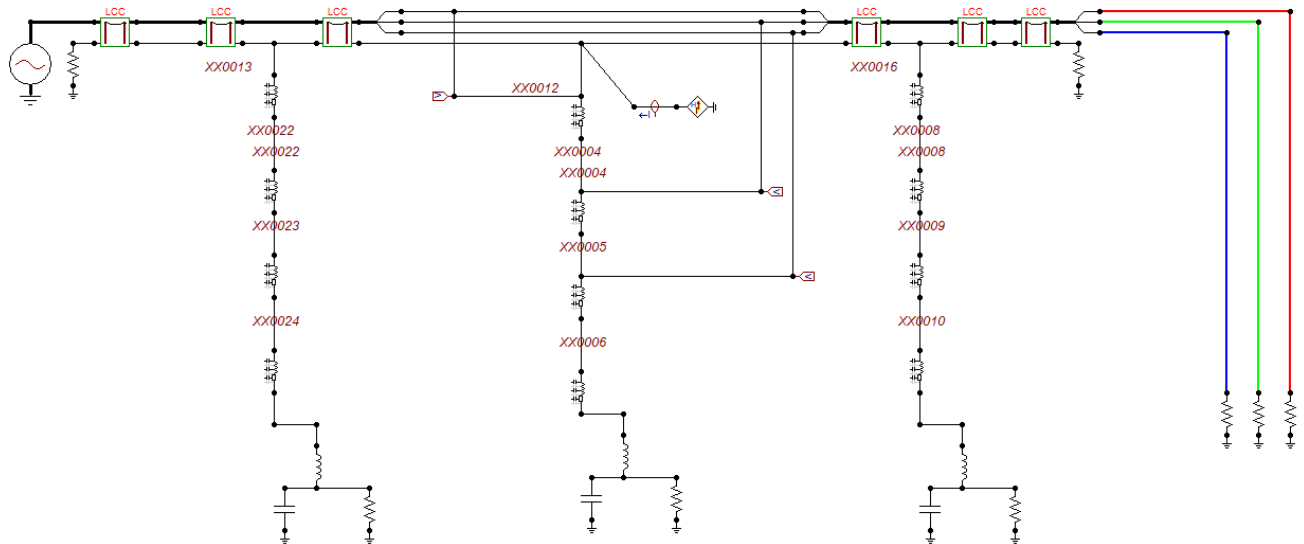 LCC LCC LCC LCC LCC LCC
XX0013 XX0016
XX0012
I
XX0022 XX0008
XX0022 XX0004 XX0008
XX0004
XX0023 XX0009
XX0005
XX0024 XX0010
XX0006